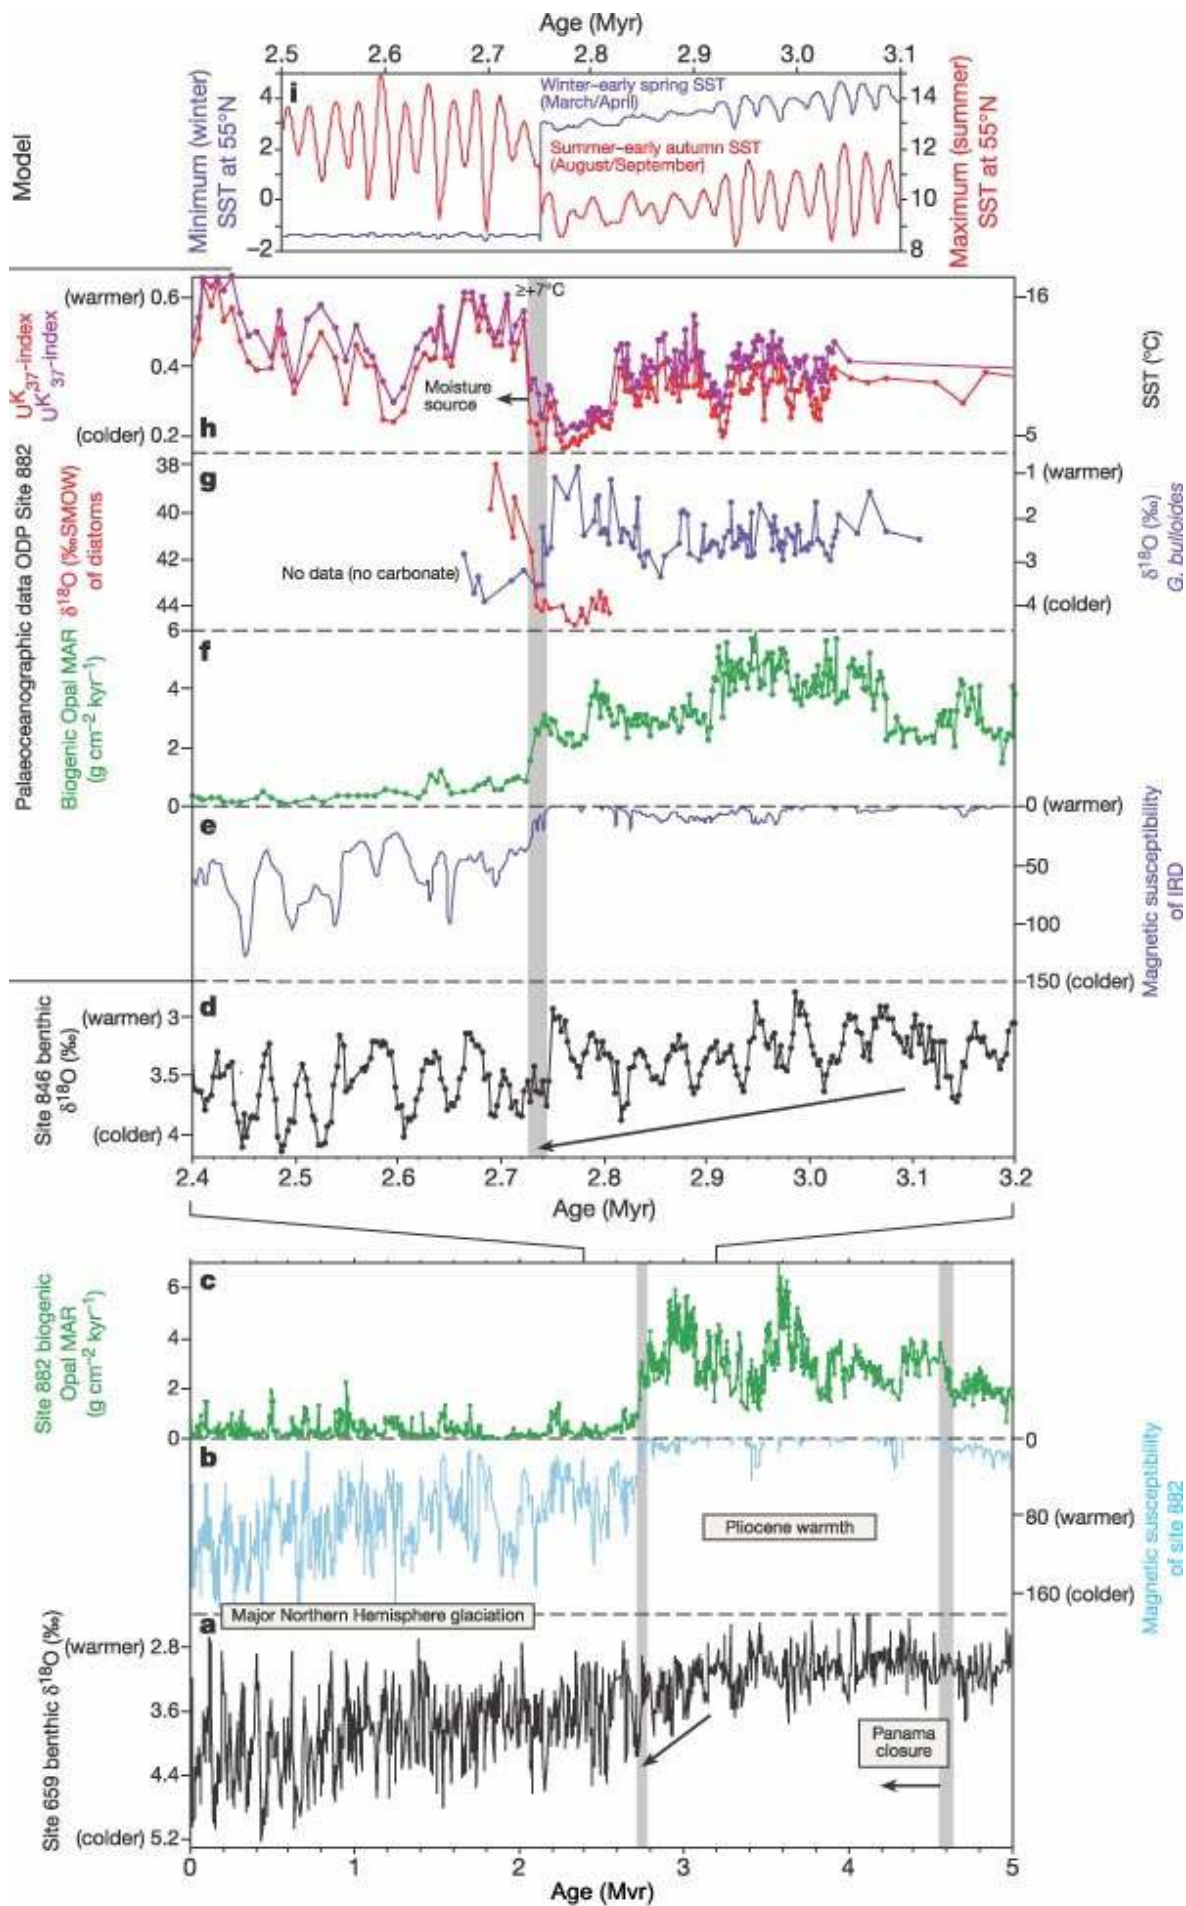 Age (Myr)
2.5 2.6 2.7 2.8 2.9 3.0 3.1
Model
Minimum (winter)
SST at 55°N
4
2
0
−2
i
Winter–early spring SST
(March/April)
Summer–early autumn SST
(August/September)
14
12
10
8
Maximum (summer)
SST at 55°N
Palaeoceanographic data ODP Site 882
U^K_37-index
U^K'_37-index
(warmer) 0.6
0.4
(colder) 0.2
h
≥+7°C
Moisture
source
16
5
SST (°C)
δ18O (‰SMOW)
of diatoms
38
40
42
44
g
No data (no carbonate)
−1 (warmer)
−2
−3
−4 (colder)
δ18O (‰)
G. bulloides
Biogenic Opal MAR
(g cm−2 kyr−1)
6
4
2
0
f
e
0 (warmer)
50
100
150 (colder)
Magnetic susceptibility
of IRD
Site 846 benthic
δ18O (‰)
(warmer) 3
3.5
(colder) 4
d
2.4 2.5 2.6 2.7 2.8 2.9 3.0 3.1 3.2
Age (Myr)
Site 882 biogenic
Opal MAR
(g cm−2 kyr−1)
6
4
2
0
c
b
Pliocene warmth
0
80 (warmer)
160 (colder)
Magnetic susceptibility
of site 882
Major Northern Hemisphere glaciation
a
Site 659 benthic δ18O (‰)
(warmer) 2.8
3.6
4.4
(colder) 5.2
Panama
closure
0 1 2 3 4 5
Age (Mvr)